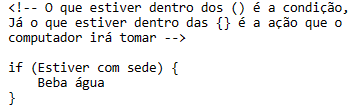 <!-- O que estiver dentro dos () é a condição,
Já o que estiver dentro das {} é a ação que o
computador irá tomar -->
if (Estiver com sede) {
    Beba água
}